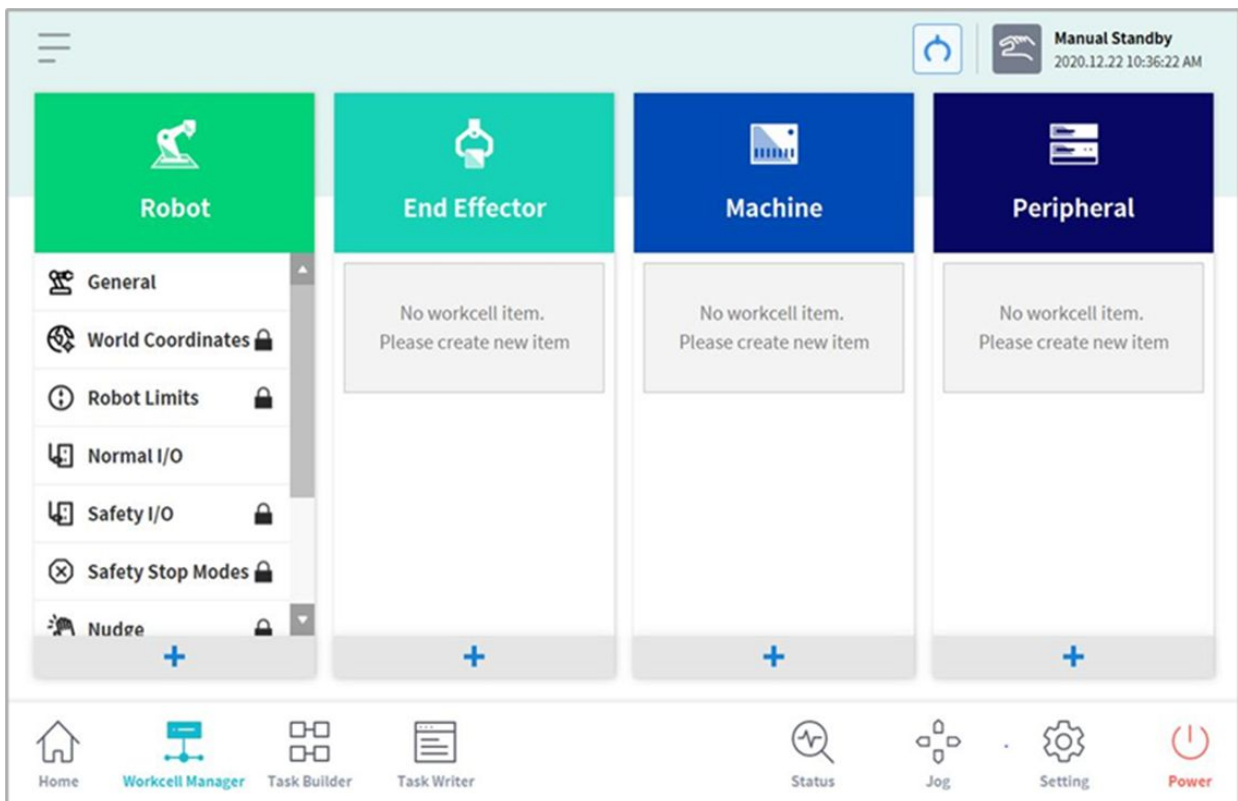 Manual Standby
2020.12.22 10:36:22 AM
Robot
End Effector
Machine
Peripheral
General
World Coordinates
Robot Limits
Normal I/O
Safety I/O
Safety Stop Modes
Nudge
No workcell item.
Please create new item
No workcell item.
Please create new item
No workcell item.
Please create new item
+
+
+
+
Home
Workcell Manager
Task Builder
Task Writer
Status
Jog
Setting
Power